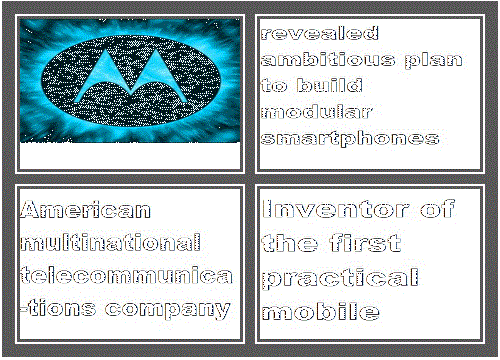 revealed
ambitious plan
to build
modular
smartphones
American
multinational
telecommunica
-tions company
Inventor of
the first
practical
mobile